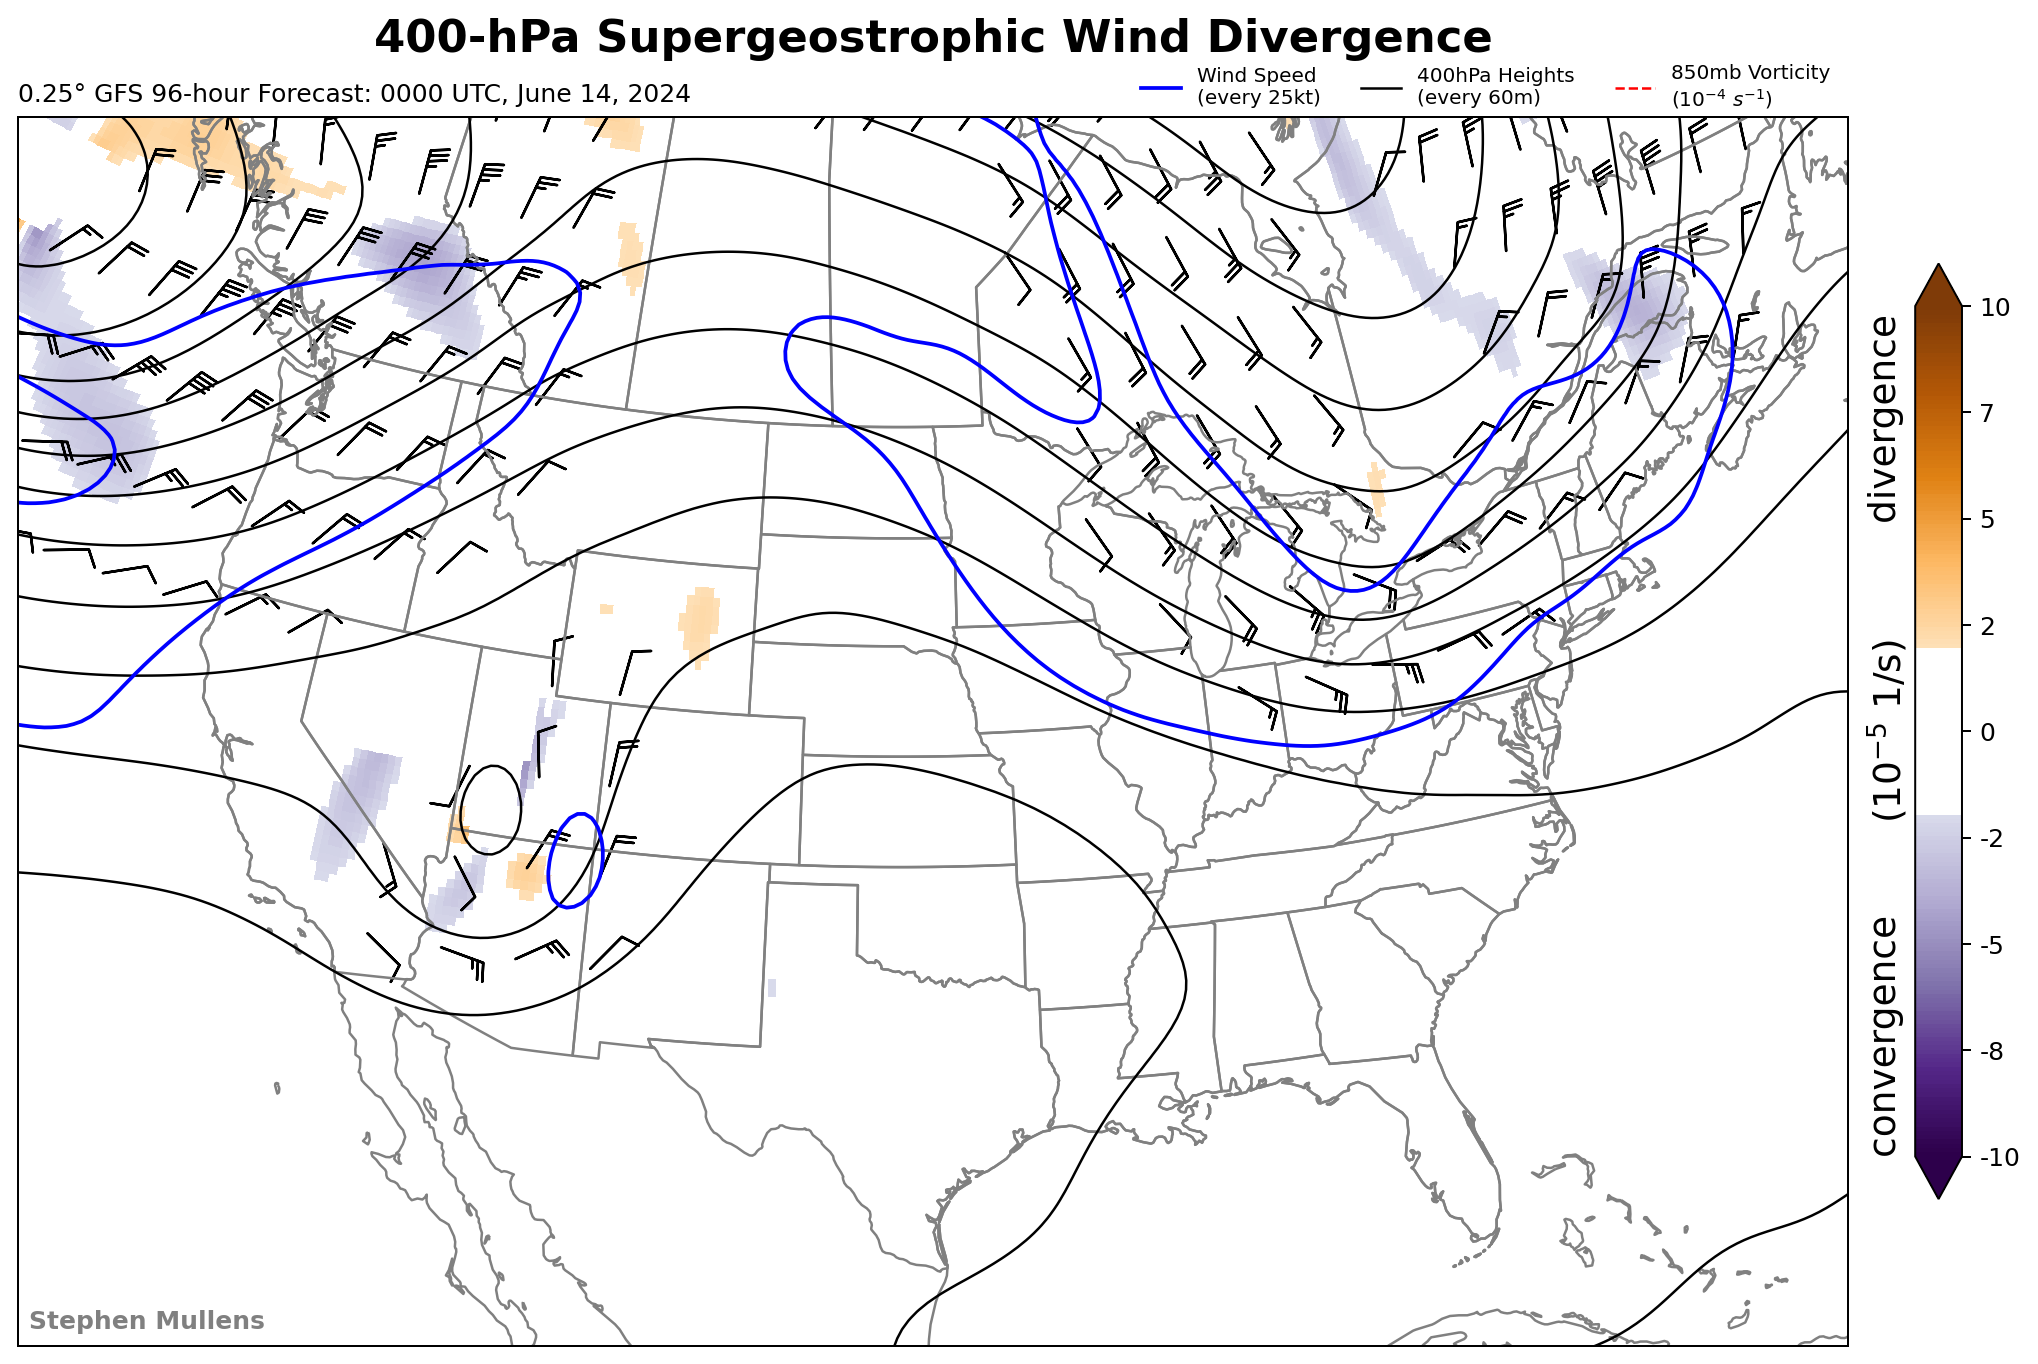 400-hPa Supergeostrophic Wind Divergence
0.25° GFS 96-hour Forecast: 0000 UTC, June 14, 2024
Wind Speed
(every 25kt)
400hPa Heights
(every 60m)
850mb Vorticity
(10⁻⁴ s⁻¹)
10
7
5
2
0
-2
-5
-8
-10
convergence (10⁻⁵ 1/s) divergence
Stephen Mullens